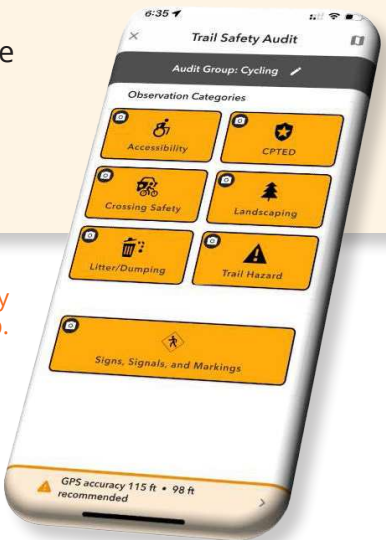 e
6:35
Trail Safety Audit
Audit Group: Cycling
Observation Categories
Accessibility
CPTED
Crossing Safety
Landscaping
Litter/Dumping
Trail Hazard
y
o.
Signs, Signals, and Markings
GPS accuracy 115 ft • 98 ft
recommended